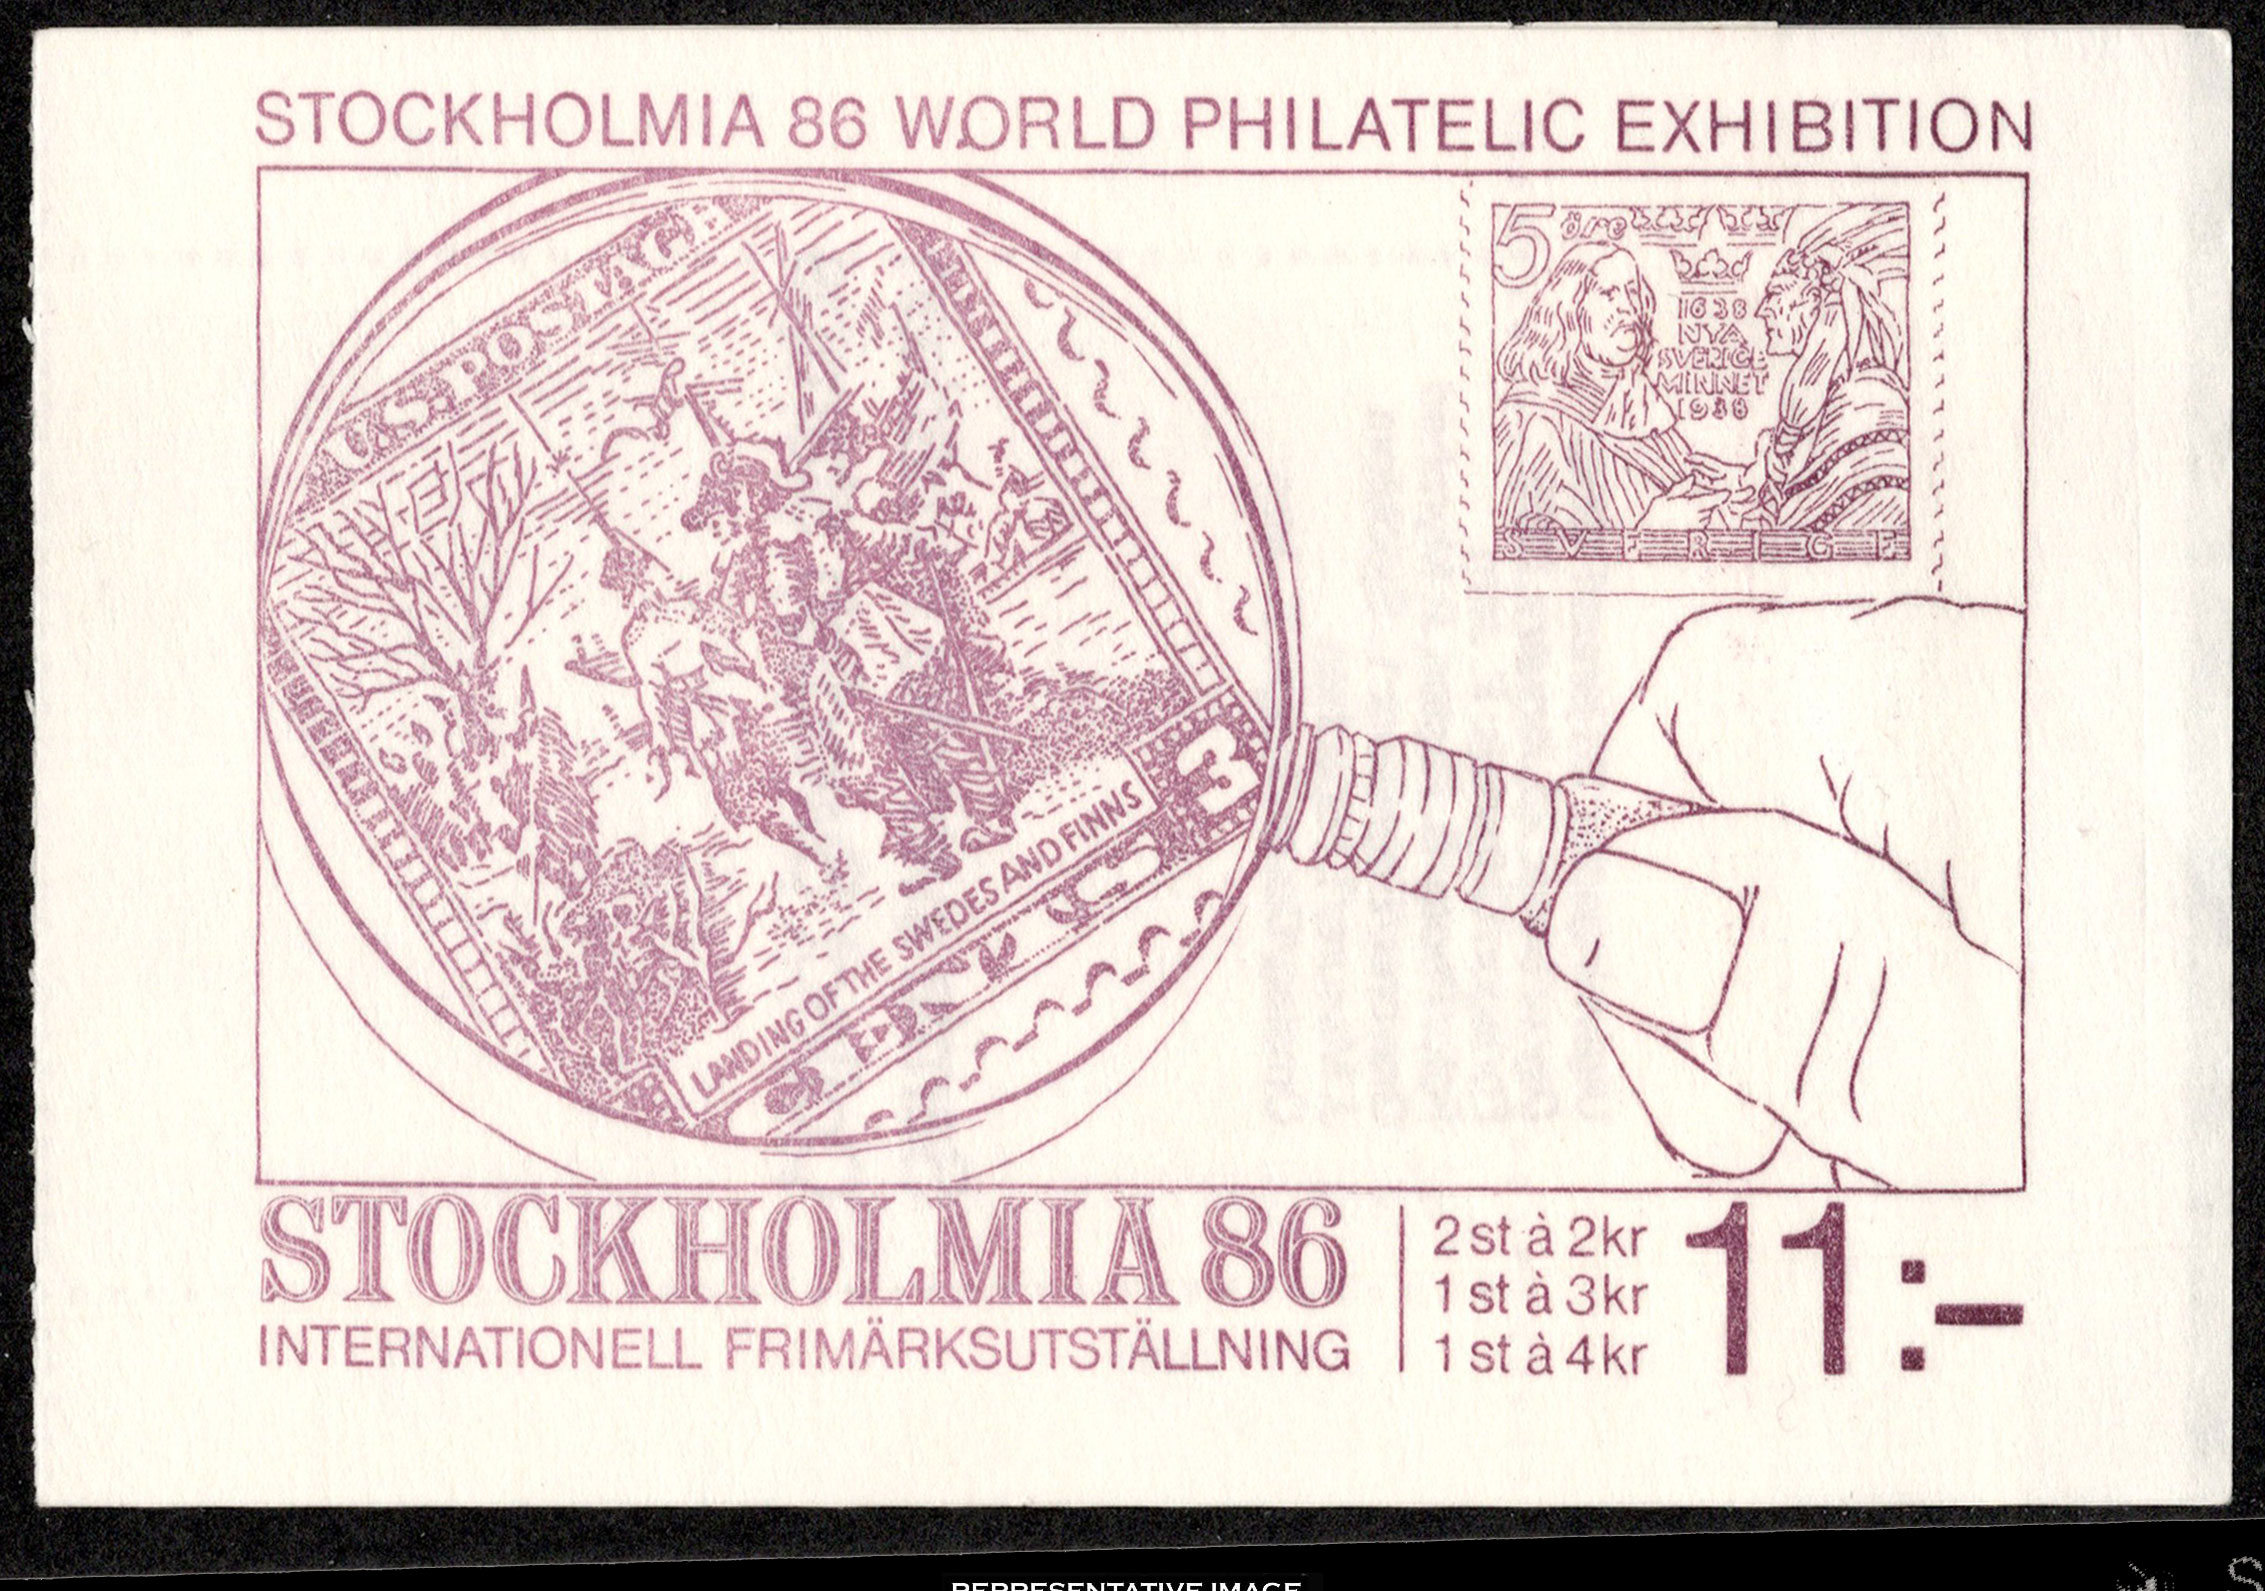 STOCKHOLMIA 86 WORLD PHILATELIC EXHIBITION
U.S. POSTAGE
3
LANDING OF THE SWEDES AND FINNS
CENTS
5 öre
1638
NYA
SVERIGE
MINNET
1938
SVERIGE
STOCKHOLMIA 86
INTERNATIONELL FRIMÄRKSUTSTÄLLNING
2 st à 2 kr
1 st à 3 kr
1 st à 4 kr
11:–
REPRESENTATIVE IMAGE